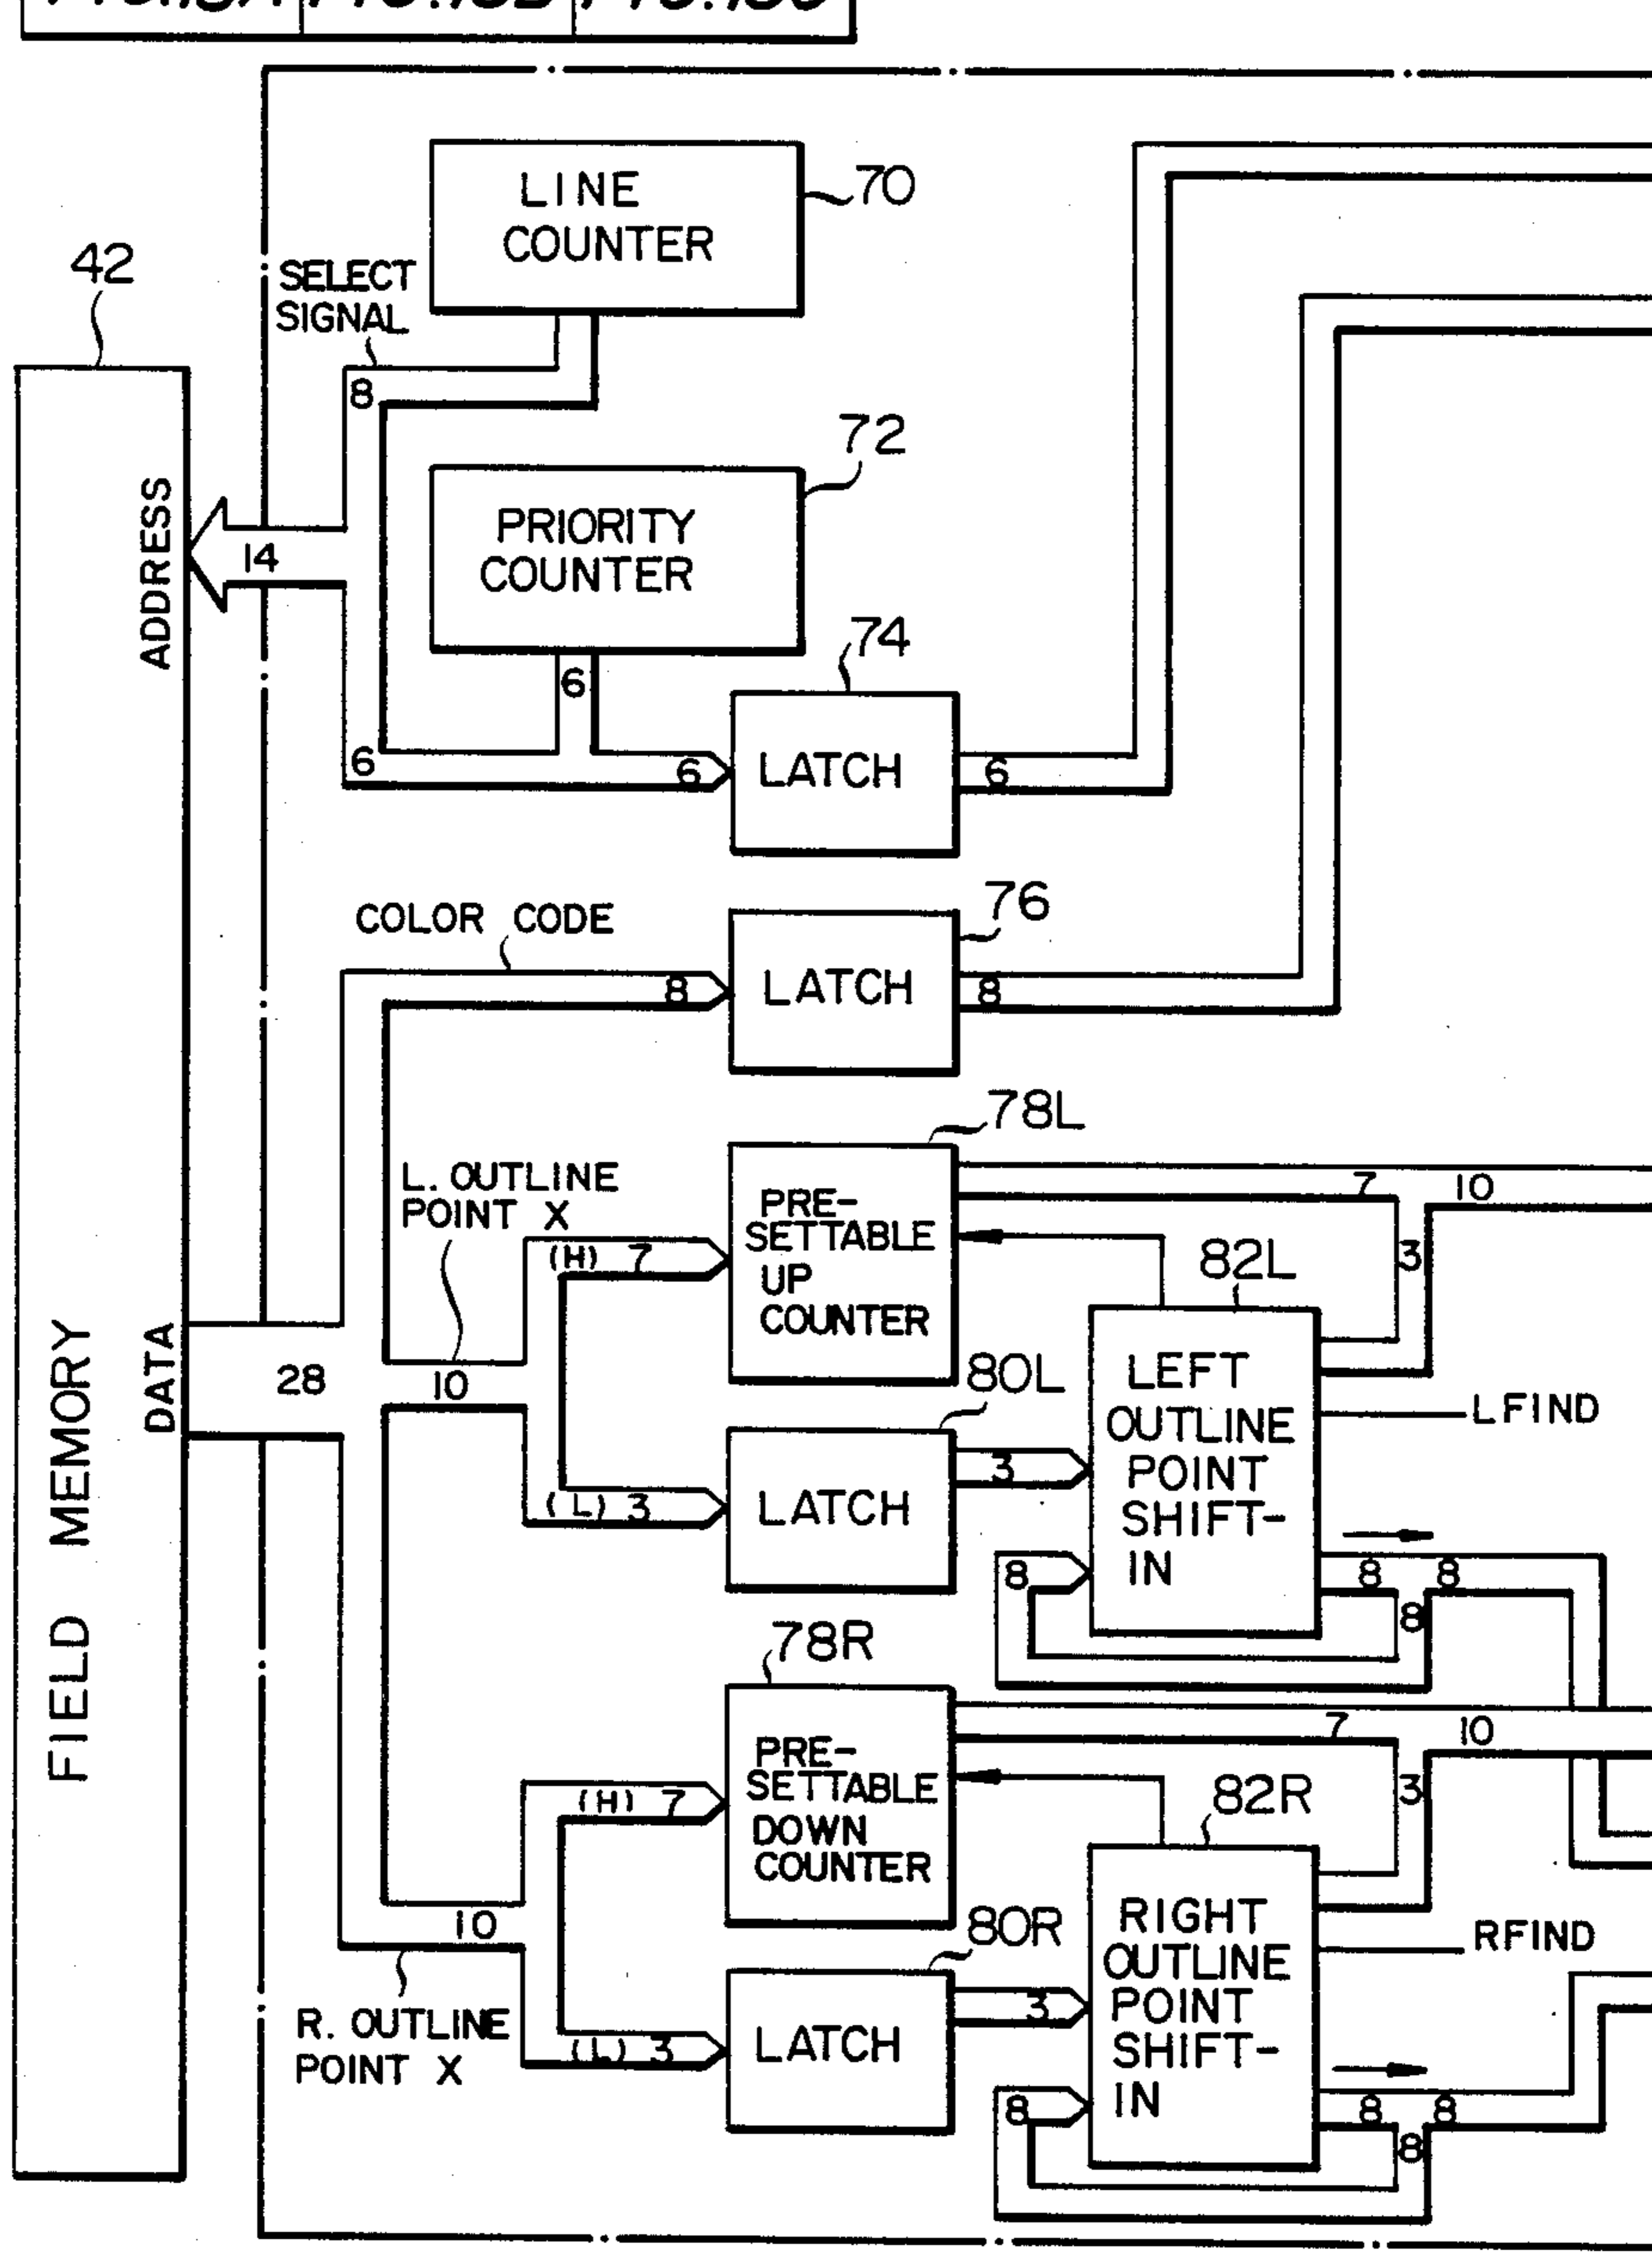 70
LINE
COUNTER
42
SELECT
SIGNAL
8
72
PRIORITY
COUNTER
ADDRESS
14
74
6
6
6
LATCH
6
76
COLOR CODE
8
LATCH
8
78L
L. OUTLINE
POINT X
7
10
(H) 7
PRE-
SETTABLE
UP
COUNTER
82L
3
FIELD MEMORY
DATA
28
10
80L
LEFT
OUTLINE
POINT
SHIFT-
IN
LFIND
(L) 3
LATCH
3
8
8
8
8
78R
7
10
(H) 7
PRE-
SETTABLE
DOWN
COUNTER
82R
3
10
80R
RIGHT
OUTLINE
POINT
SHIFT-
IN
RFIND
R. OUTLINE
POINT X
(L) 3
LATCH
3
8
8
8
8